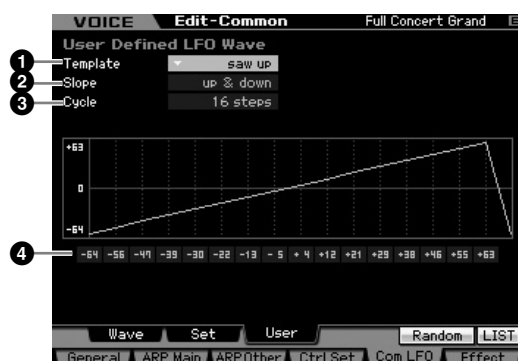 VOICE Edit-Common Full Concert Grand E
User Defined LFO Wave
1 Template saw up
2 Slope up & down
3 Cycle 16 steps
+63
0
-64
4 -64 -56 -47 -39 -30 -22 -13 - 5 + 4 +12 +21 +29 +38 +46 +55 +63
Wave Set User Random LIST
General ARP Main ARP Other Ctrl Set Com LFO Effect